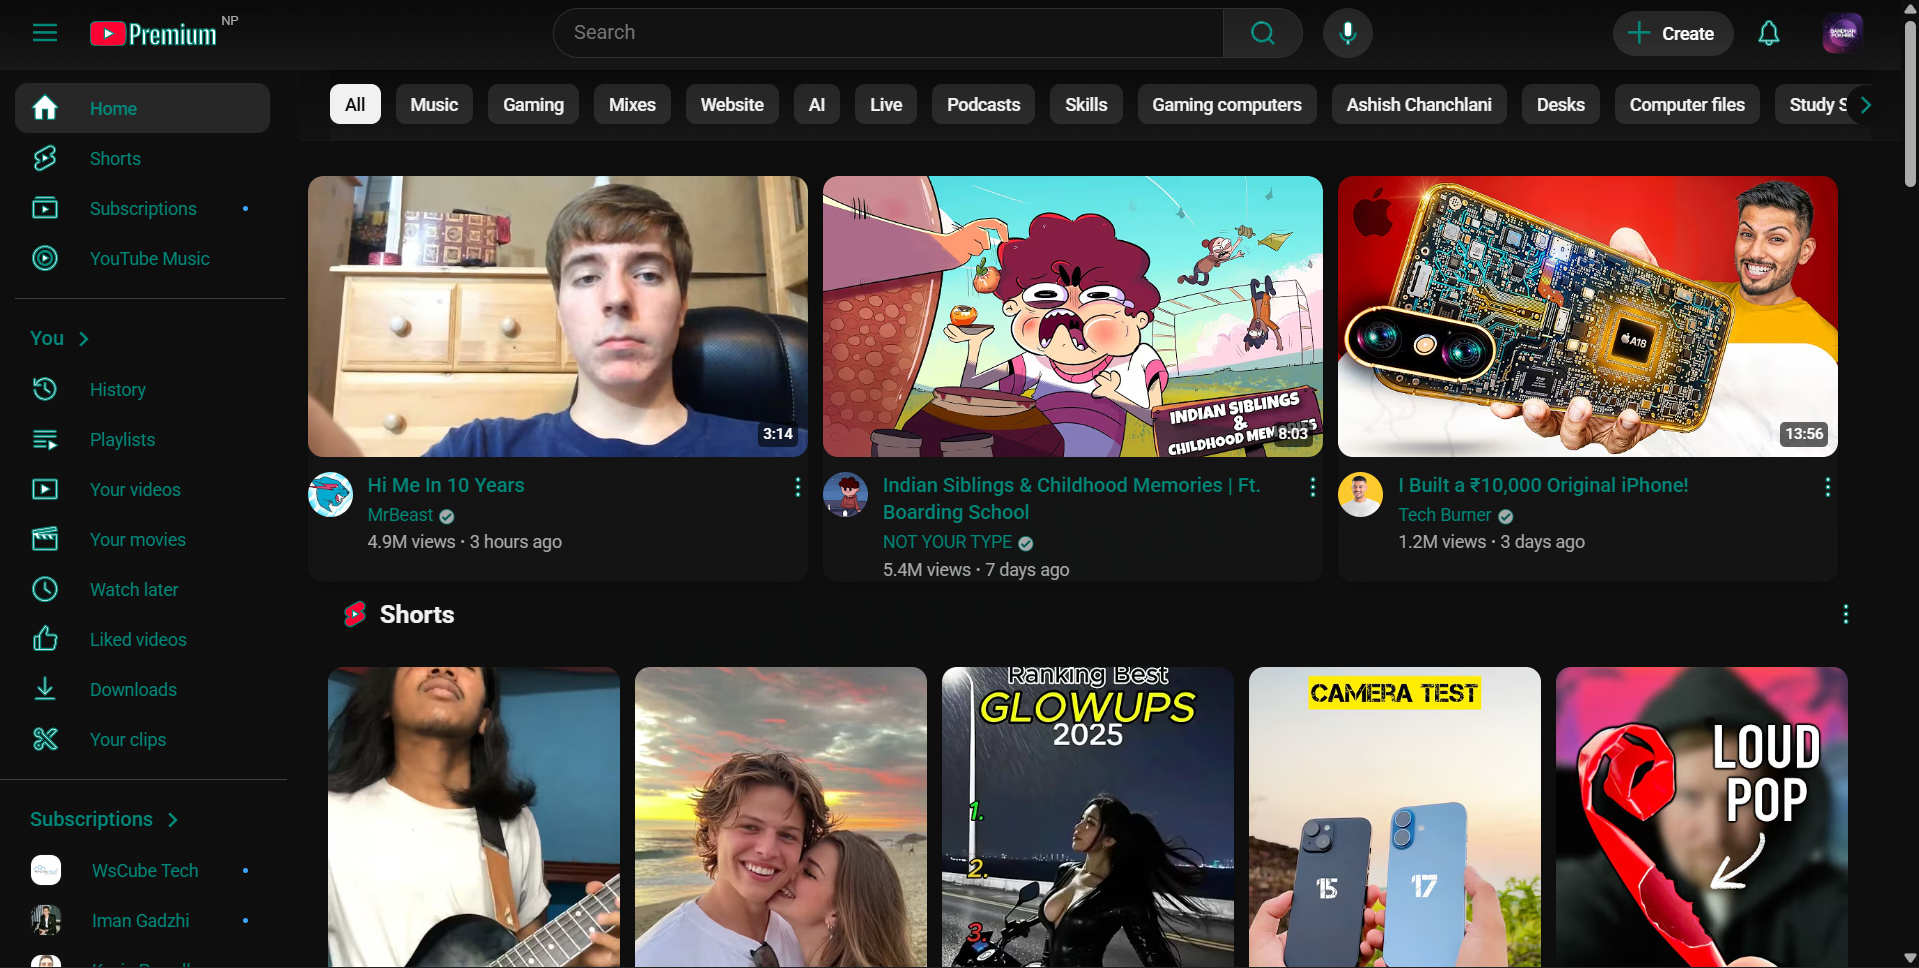 Premium NP
Search
Create
SANDHAN
POKHREL
Home
Shorts
Subscriptions
YouTube Music
You
History
Playlists
Your videos
Your movies
Watch later
Liked videos
Downloads
Your clips
Subscriptions
WsCube Tech
Iman Gadzhi
All
Music
Gaming
Mixes
Website
AI
Live
Podcasts
Skills
Gaming computers
Ashish Chanchlani
Desks
Computer files
Study S
3:14
Hi Me In 10 Years
MrBeast
4.9M views • 3 hours ago
INDIAN SIBLINGS
&
CHILDHOOD MEMORIES
8:03
Indian Siblings & Childhood Memories | Ft.
Boarding School
NOT YOUR TYPE
5.4M views • 7 days ago
A18
13:56
I Built a ₹10,000 Original iPhone!
Tech Burner
1.2M views • 3 days ago
Shorts
Ranking Best
GLOWUPS
2025
1.
2.
3.
CAMERA TEST
15
17
LOUD
POP